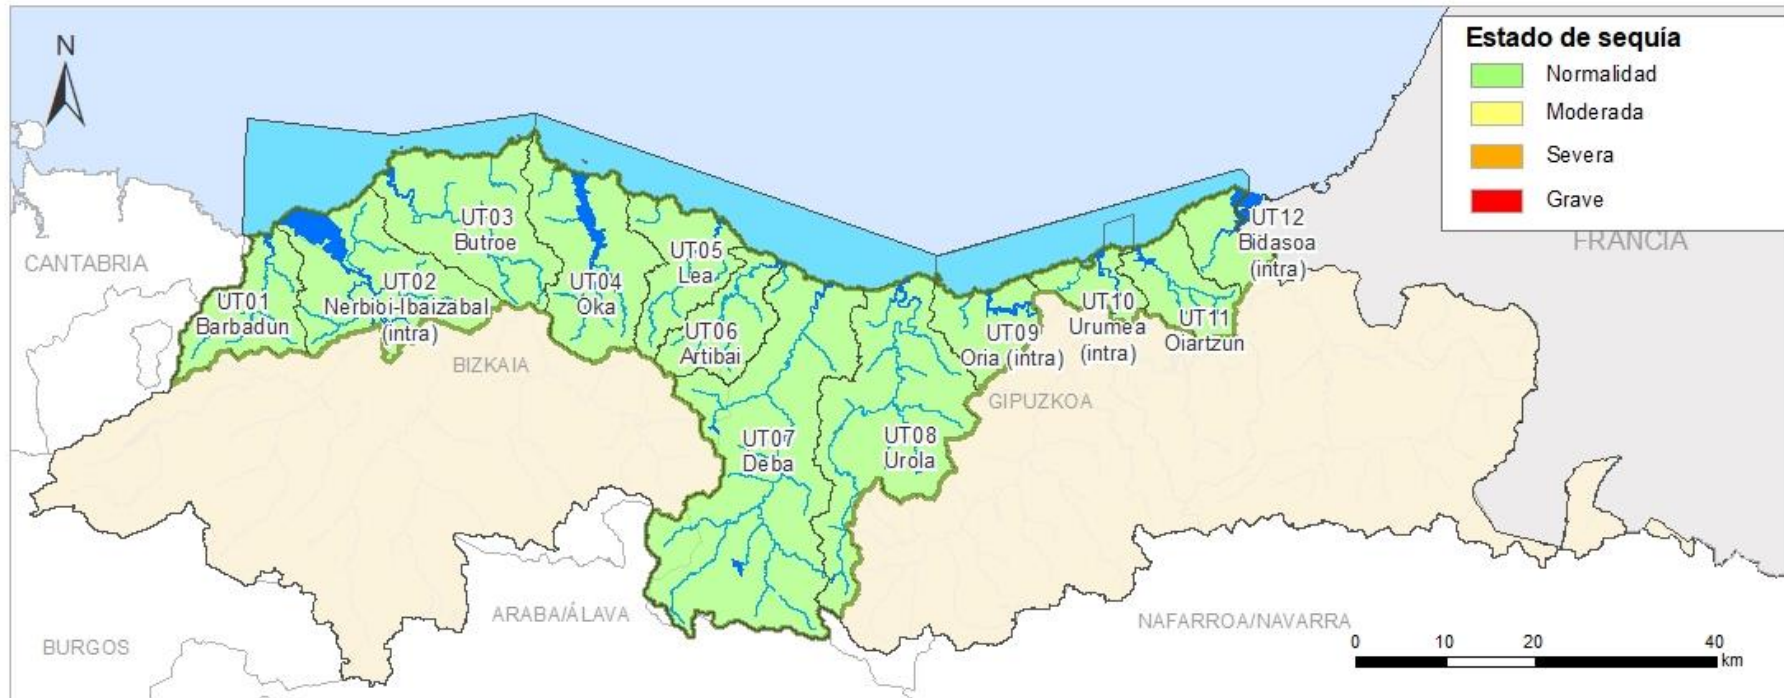 N
Estado de sequía
Normalidad
Moderada
Severa
Grave
FRANCIA
CANTABRIA
UT01
Barbadun
UT02
Nerbioi-Ibaizabal
(intra)
UT03
Butroe
UT04
Oka
UT05
Lea
UT06
Artibai
UT07
Deba
UT08
Urola
UT09
Oria (intra)
UT10
Urumea
(intra)
UT11
Oiartzun
UT12
Bidasoa
(intra)
BIZKAIA
GIPUZKOA
ARABA/ÁLAVA
NAFARROA/NAVARRA
BURGOS
0 10 20 40
km